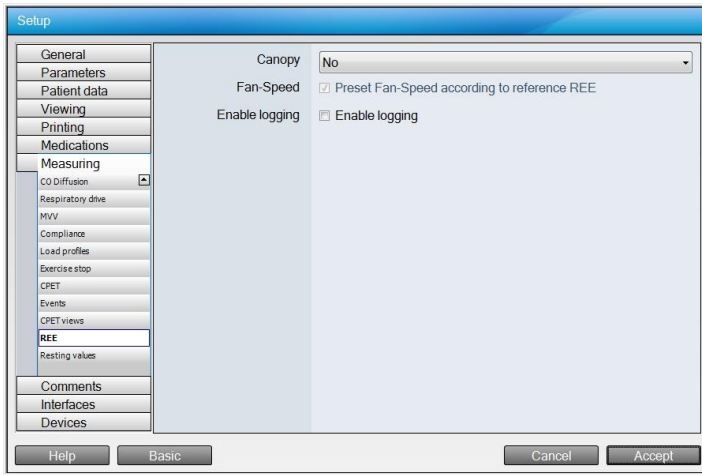 Setup
General
Parameters
Patient data
Viewing
Printing
Medications
Measuring
CO Diffusion
Respiratory drive
MVV
Compliance
Load profiles
Exercise stop
CPET
Events
CPET views
REE
Resting values
Comments
Interfaces
Devices
Canopy No
Fan-Speed Preset Fan-Speed according to reference REE
Enable logging Enable logging
Help Basic Cancel Accept